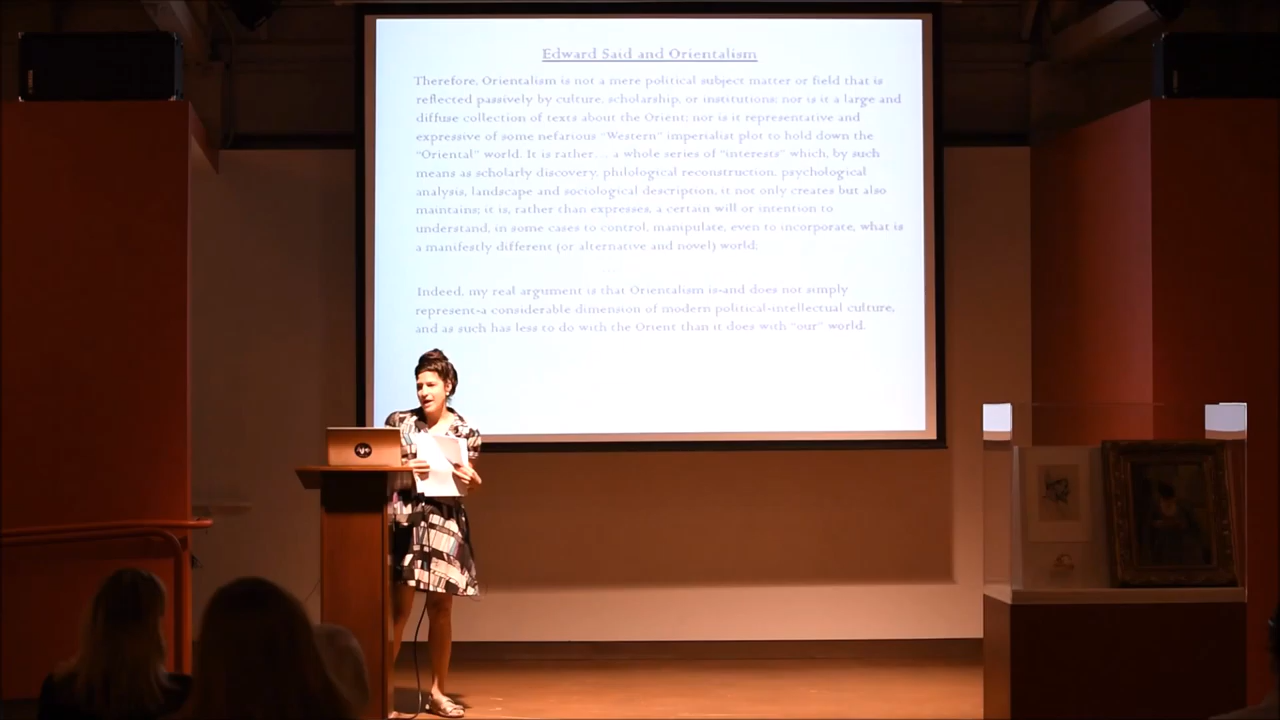 Edward Said and Orientalism
Therefore, Orientalism is not a mere political subject matter or field that is
reflected passively by culture, scholarship, or institutions; nor is it a large and
diffuse collection of texts about the Orient; nor is it representative and
expressive of some nefarious “Western” imperialist plot to hold down the
“Oriental” world. It is rather… a whole series of “interests” which, by such
means as scholarly discovery, philological reconstruction, psychological
analysis, landscape and sociological description, it not only creates but also
maintains; it is, rather than expresses, a certain will or intention to
understand, in some cases to control, manipulate, even to incorporate, what is
a manifestly different (or alternative and novel) world;
…
Indeed, my real argument is that Orientalism is-and does not simply
represent-a considerable dimension of modern political-intellectual culture,
and as such has less to do with the Orient than it does with “our” world.